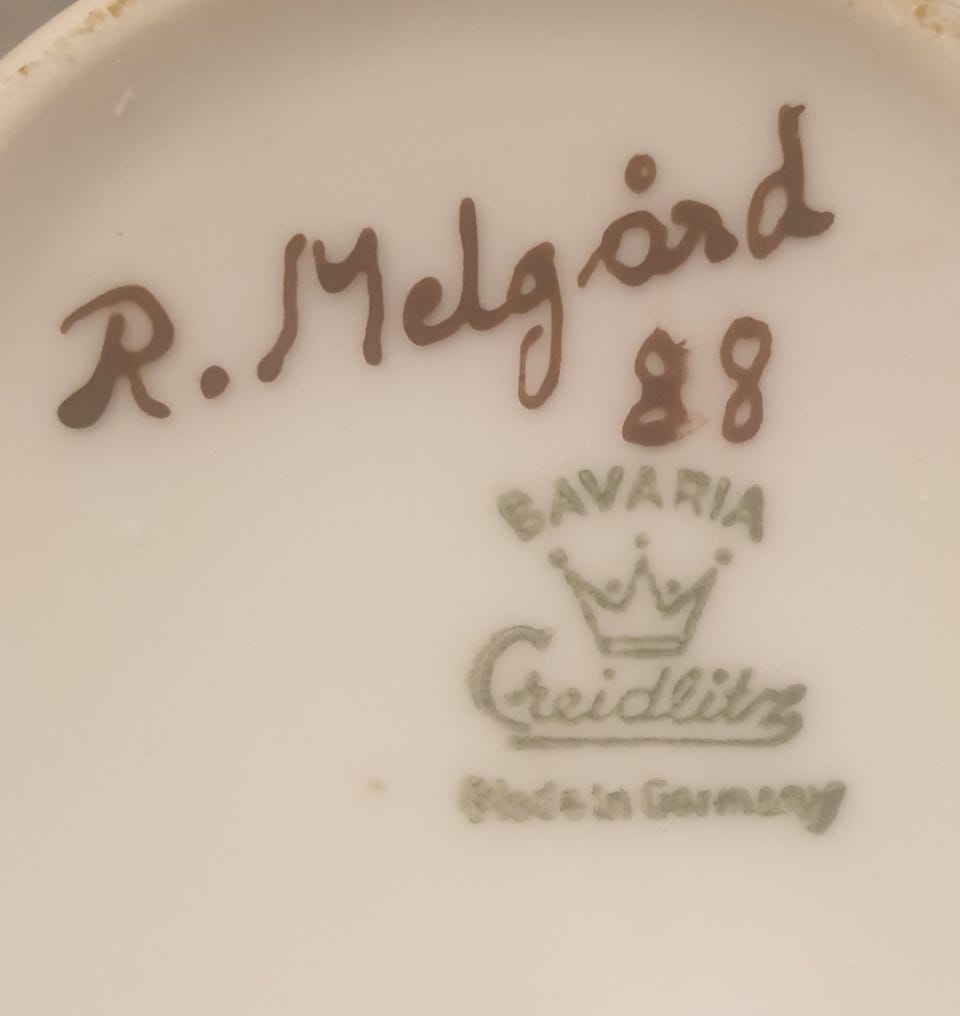 R. Melgård
88
BAVARIA
Creidlitz
Made in Germany